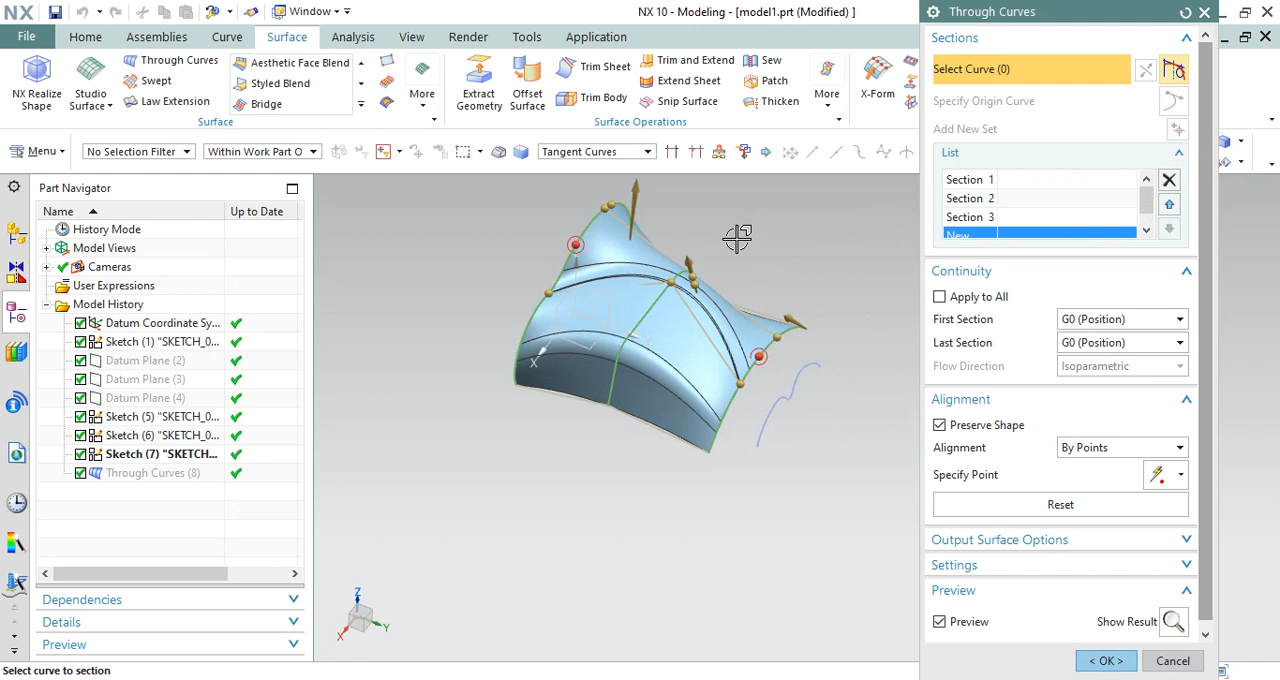 NX
Window
NX 10 - Modeling - [model1.prt (Modified) ]
File
Home
Assemblies
Curve
Surface
Analysis
View
Render
Tools
Application
NX Realize Shape
Studio Surface
Through Curves
Swept
Law Extension
Aesthetic Face Blend
Styled Blend
Bridge
More
Surface
Extract Geometry
Offset Surface
Trim Sheet
Trim Body
Trim and Extend
Extend Sheet
Snip Surface
Sew
Patch
Thicken
More
Surface Operations
X-Form
Menu
No Selection Filter
Within Work Part O
Tangent Curves
Part Navigator
Name
Up to Date
History Mode
Model Views
Cameras
User Expressions
Model History
Datum Coordinate Sy...
Sketch (1) "SKETCH_0...
Datum Plane (2)
Datum Plane (3)
Datum Plane (4)
Sketch (5) "SKETCH_0...
Sketch (6) "SKETCH_0...
Sketch (7) "SKETCH...
Through Curves (8)
Dependencies
Details
Preview
Select curve to section
X
Z
Y
X
Through Curves
Sections
Select Curve (0)
Specify Origin Curve
Add New Set
List
Section 1
Section 2
Section 3
New
Continuity
Apply to All
First Section G0 (Position)
Last Section G0 (Position)
Flow Direction Isoparametric
Alignment
Preserve Shape
Alignment By Points
Specify Point
Reset
Output Surface Options
Settings
Preview
Preview Show Result
< OK > Cancel